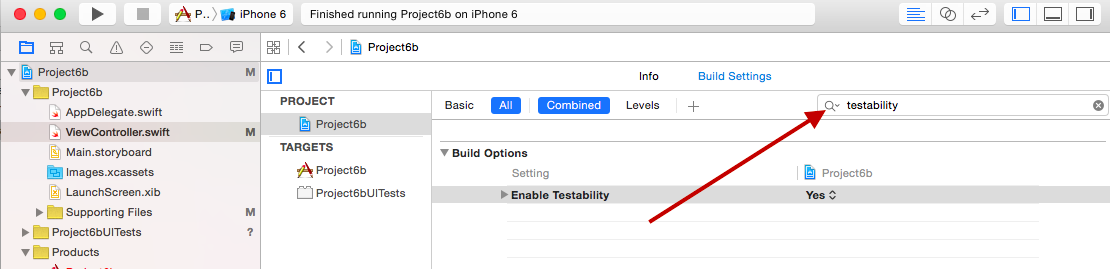 P.. iPhone 6 Finished running Project6b on iPhone 6
Project6b
Project6b M
Info Build Settings
Project6b
PROJECT
Basic All Combined Levels testability
AppDelegate.swift
Project6b
ViewController.swift M
TARGETS
Build Options
Main.storyboard
Project6b
Setting Project6b
Images.xcassets
Project6bUITests
Enable Testability Yes
LaunchScreen.xib
Supporting Files M
Project6bUITests ?
Products